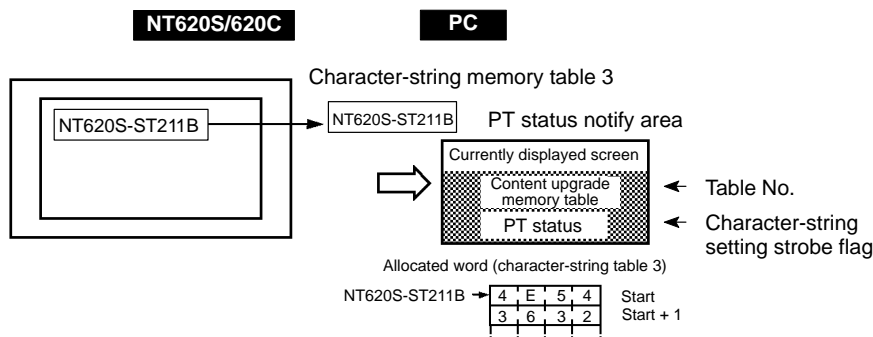 NT620S/620C
PC
Character-string memory table 3
NT620S-ST211B
NT620S-ST211B
PT status notify area
Currently displayed screen
Content upgrade
memory table
Table No.
PT status
Character-string
setting strobe flag
Allocated word (character-string table 3)
NT620S-ST211B
4 E 5 4
Start
3 6 3 2
Start + 1